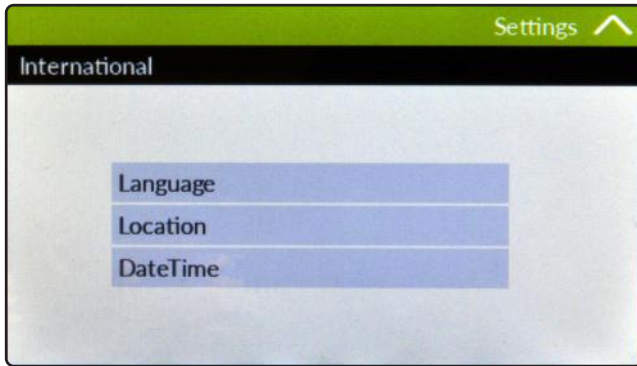 Settings
International
Language
Location
DateTime